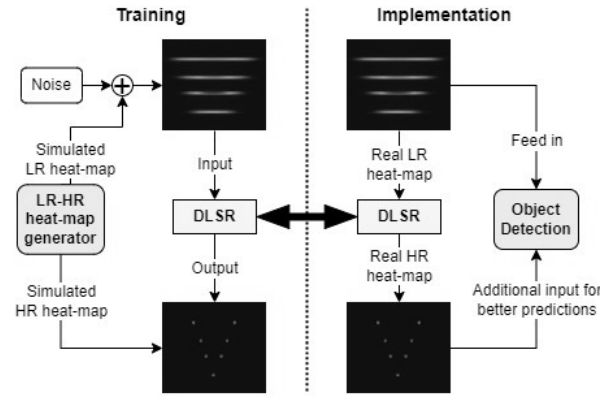 Training
Implementation
Noise
Simulated
LR heat-map
LR-HR
heat-map
generator
Simulated
HR heat-map
Input
DLSR
Output
Real LR
heat-map
DLSR
Real HR
heat-map
Feed in
Object
Detection
Additional input for
better predictions